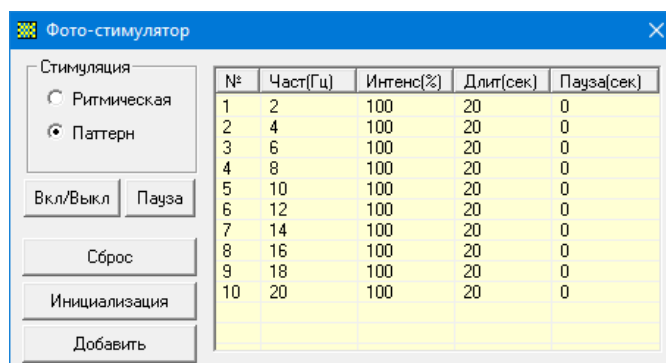 Фото-стимулятор
Стимуляция
Ритмическая
Паттерн
Вкл/Выкл Пауза
Сброс
Инициализация
Добавить
№ Част(Гц) Интенс(%) Длит(сек) Пауза(сек)
1 2 100 20 0
2 4 100 20 0
3 6 100 20 0
4 8 100 20 0
5 10 100 20 0
6 12 100 20 0
7 14 100 20 0
8 16 100 20 0
9 18 100 20 0
10 20 100 20 0